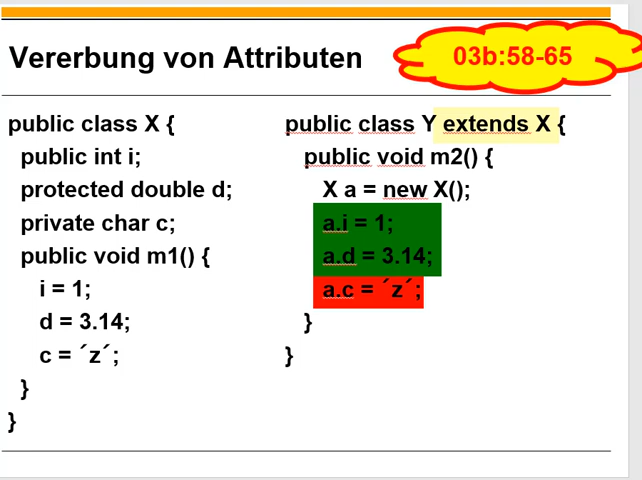 Vererbung von Attributen
03b:58-65
public class X {
public int i;
protected double d;
private char c;
public void m1() {
i = 1;
d = 3.14;
c = ´z´;
}
}
public class Y extends X {
public void m2() {
X a = new X();
a.i = 1;
a.d = 3.14;
a.c = ´z´;
}
}